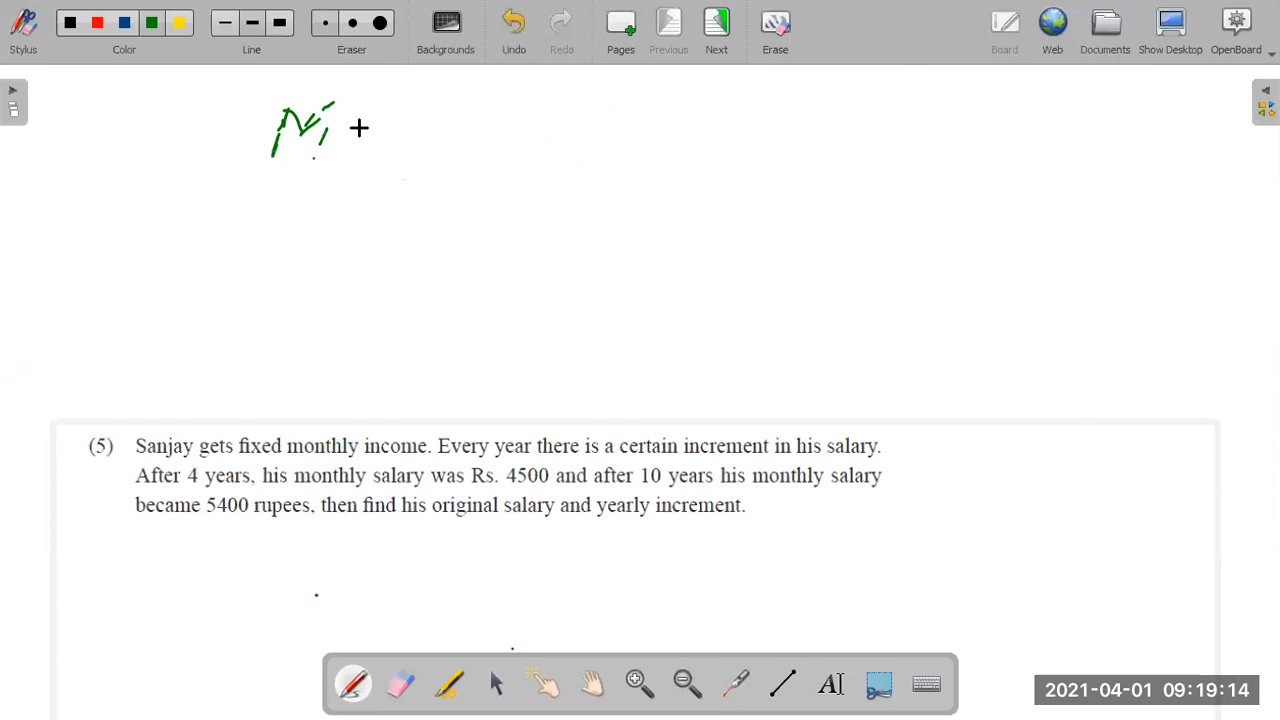 Stylus Color Line Eraser Backgrounds Undo Redo Pages Previous Next Erase Board Web Documents Show Desktop OpenBoard
(5) Sanjay gets fixed monthly income. Every year there is a certain increment in his salary.
After 4 years, his monthly salary was Rs. 4500 and after 10 years his monthly salary
became 5400 rupees, then find his original salary and yearly increment.
2021-04-01 09:19:14